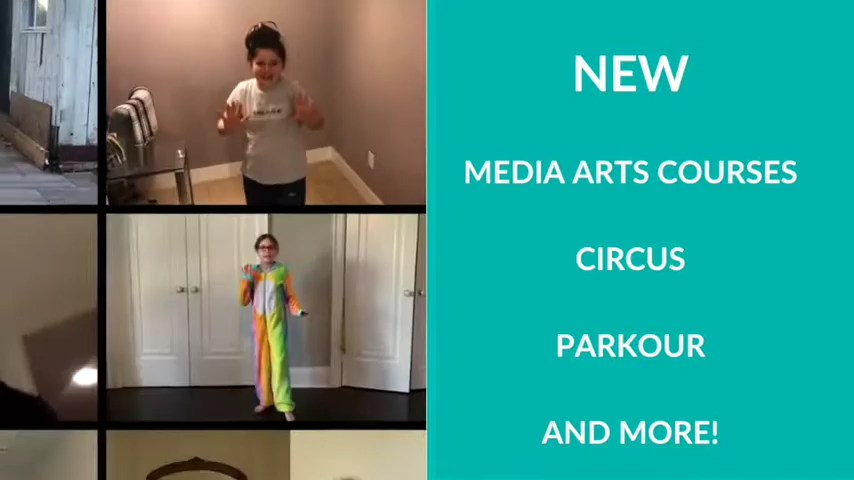 NEW
MEDIA ARTS COURSES
CIRCUS
PARKOUR
AND MORE!